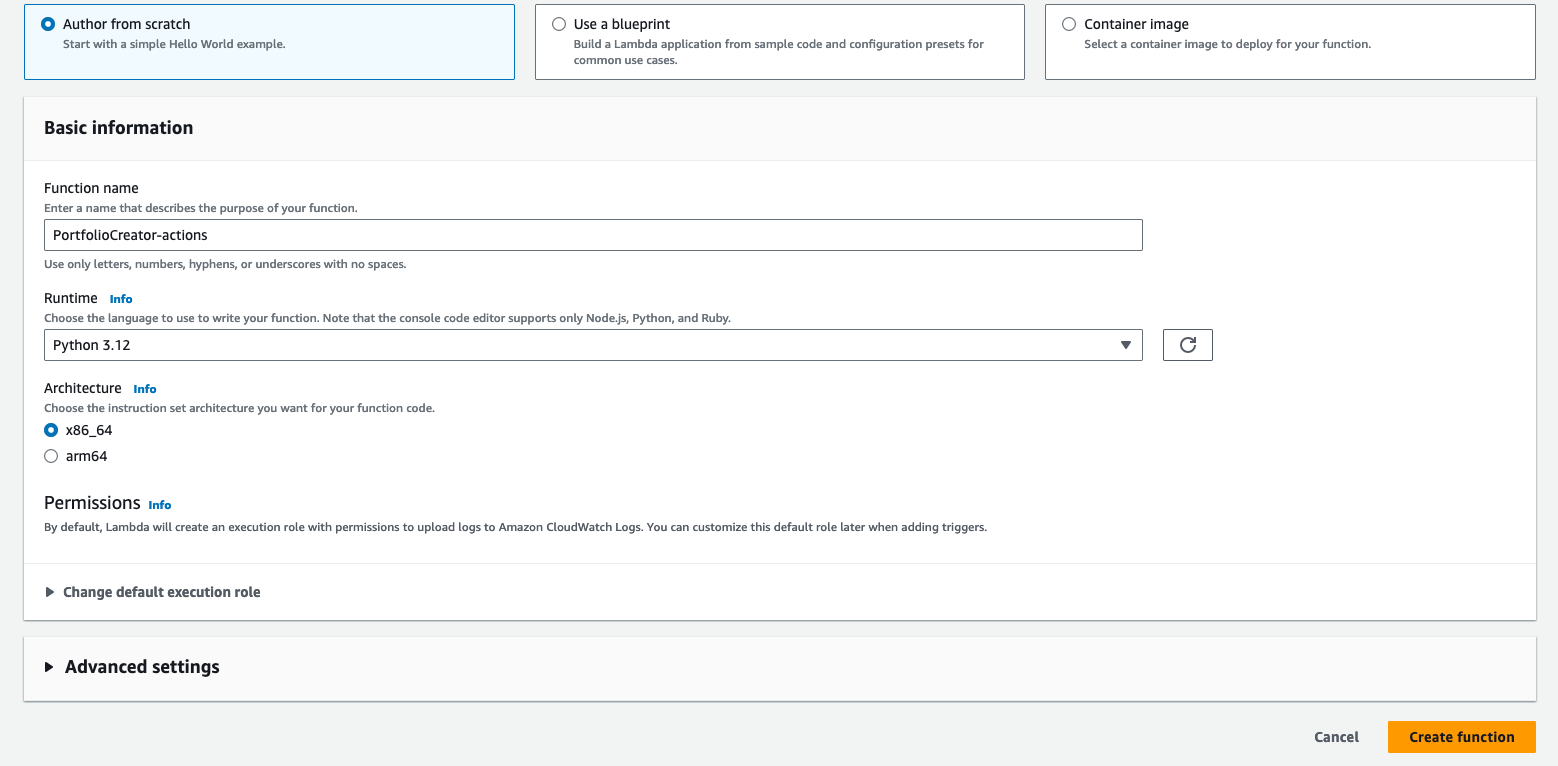 Author from scratch
Start with a simple Hello World example.
Use a blueprint
Build a Lambda application from sample code and configuration presets for
common use cases.
Container image
Select a container image to deploy for your function.
Basic information
Function name
Enter a name that describes the purpose of your function.
PortfolioCreator-actions
Use only letters, numbers, hyphens, or underscores with no spaces.
Runtime Info
Choose the language to use to write your function. Note that the console code editor supports only Node.js, Python, and Ruby.
Python 3.12
Architecture Info
Choose the instruction set architecture you want for your function code.
x86_64
arm64
Permissions Info
By default, Lambda will create an execution role with permissions to upload logs to Amazon CloudWatch Logs. You can customize this default role later when adding triggers.
Change default execution role
Advanced settings
Cancel Create function